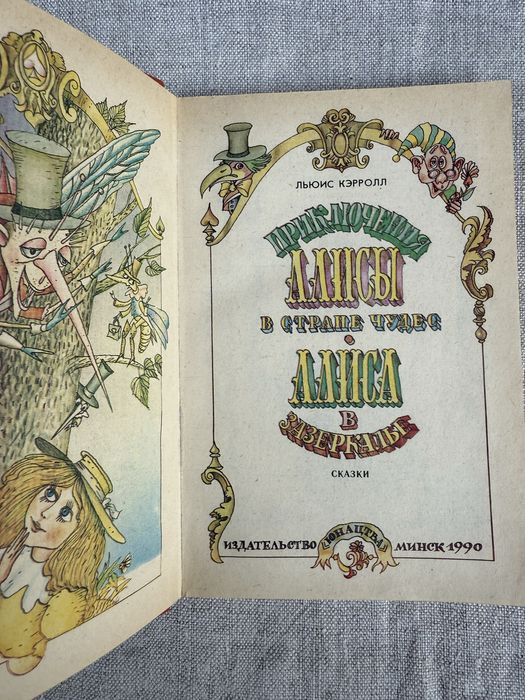 ЛЬЮИС КЭРРОЛЛ
ПРИКЛЮЧЕНИЯ
АЛИСЫ
В СТРАНЕ ЧУДЕС
•
АЛИСА
В
ЗАЗЕРКАЛЬЕ
СКАЗКИ
ИЗДАТЕЛЬСТВО «ЮНАЦТВА» МИНСК·1990